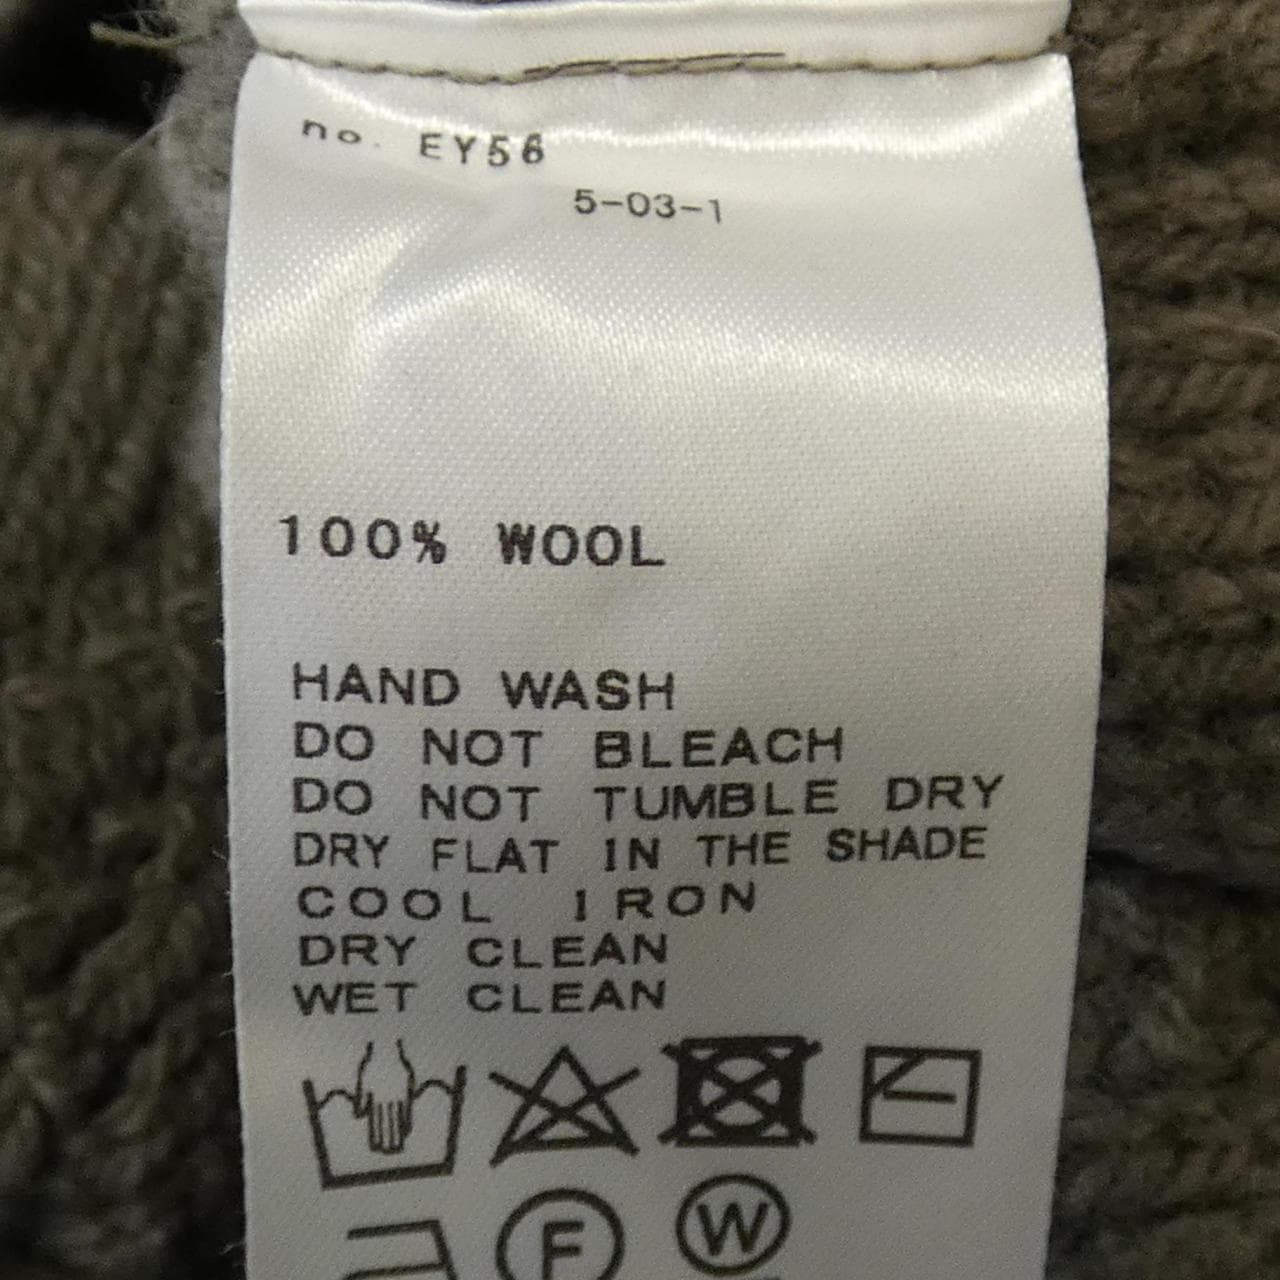 no. EY56
5-03-1
100% WOOL
HAND WASH
DO NOT BLEACH
DO NOT TUMBLE DRY
DRY FLAT IN THE SHADE
COOL IRON
DRY CLEAN
WET CLEAN
F W